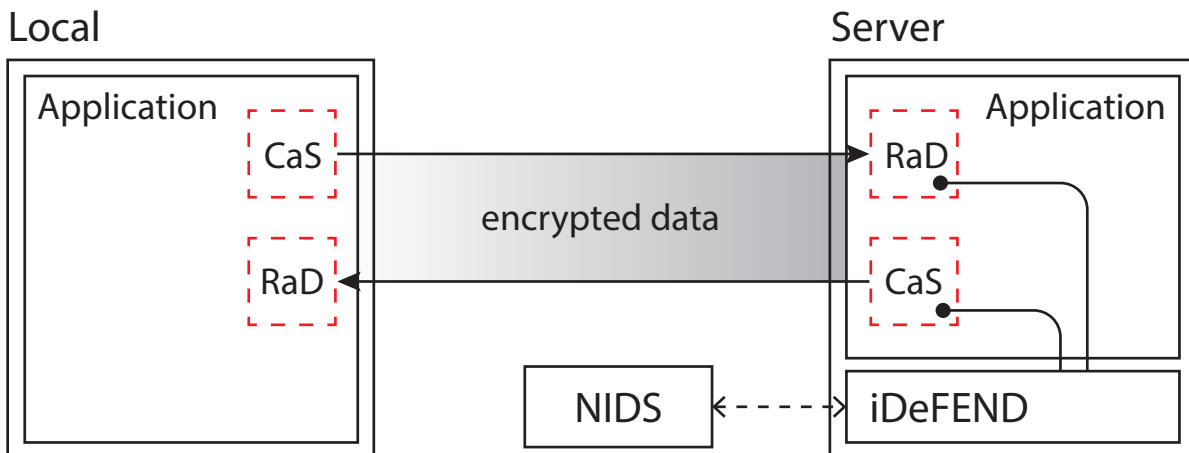 Local
Server
Application
Application
CaS
RaD
encrypted data
RaD
CaS
NIDS
iDeFEND